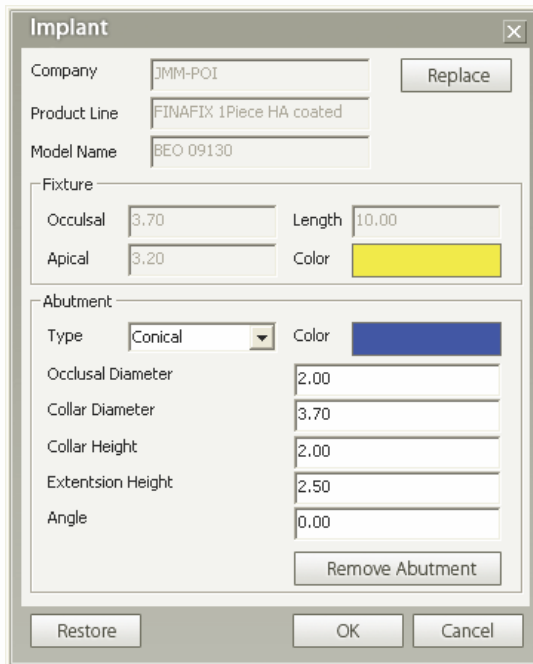 Implant
Company JMM-POI Replace
Product Line FINAFIX 1Piece HA coated
Model Name BEO 09130
Fixture
Occulsal 3.70 Length 10.00
Apical 3.20 Color
Abutment
Type Conical Color
Occlusal Diameter 2.00
Collar Diameter 3.70
Collar Height 2.00
Extentsion Height 2.50
Angle 0.00
Remove Abutment
Restore OK Cancel